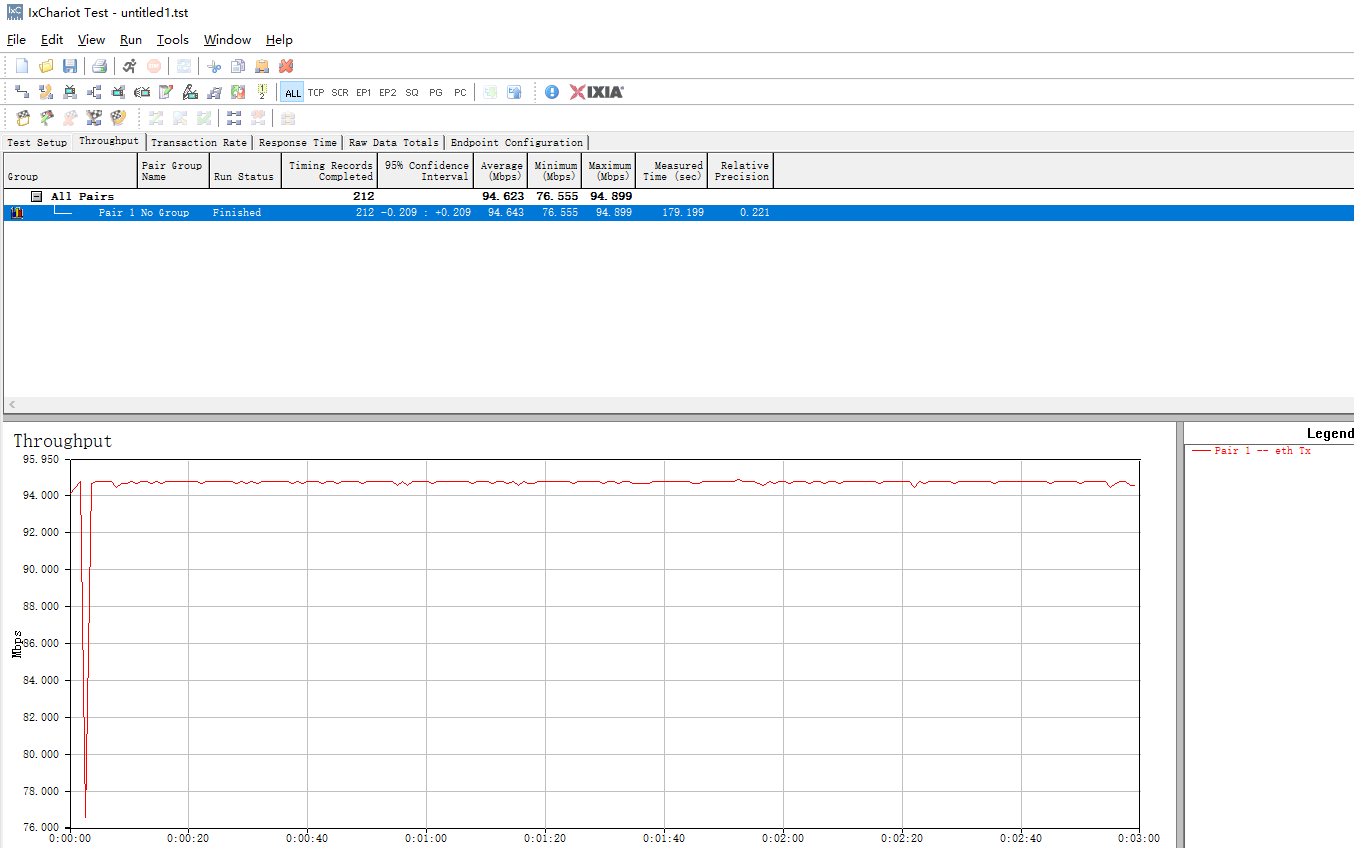 IxC IxChariot Test - untitled1.tst
File Edit View Run Tools Window Help
1 2 ALL TCP SCR EP1 EP2 SQ PG PC XIXIA
Test Setup Throughput Transaction Rate Response Time Raw Data Totals Endpoint Configuration
Group Pair Group Name Run Status Timing Records Completed 95% Confidence Interval Average (Mbps) Minimum (Mbps) Maximum (Mbps) Measured Time (sec) Relative Precision
All Pairs 212 94.623 76.555 94.899
Pair 1 No Group Finished 212 -0.209 : +0.209 94.643 76.555 94.899 179.199 0.221
Throughput
Legend
Pair 1 -- eth Tx
95.950
94.000
92.000
90.000
88.000
86.000
Mbps
84.000
82.000
80.000
78.000
76.000
0:00:00 0:00:20 0:00:40 0:01:00 0:01:20 0:01:40 0:02:00 0:02:20 0:02:40 0:03:00